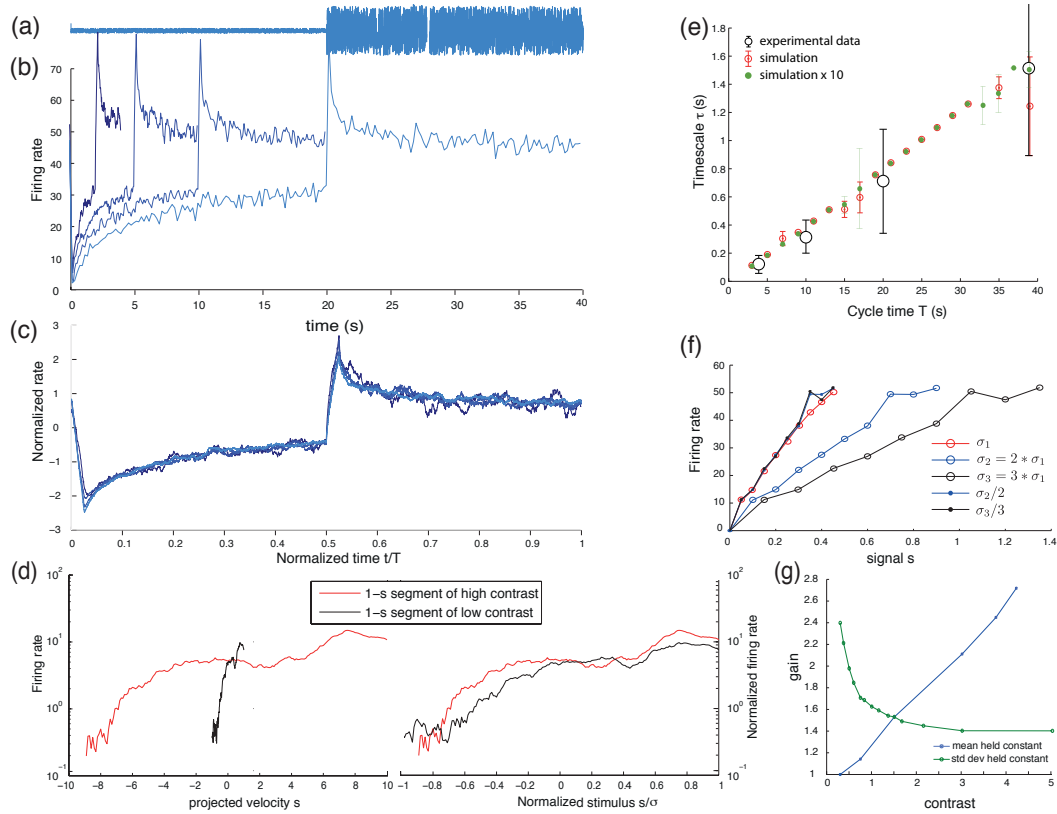 (a)
(b)
Firing rate
80
70
60
50
40
30
20
10
0
0 5 10 15 20 25 30 35 40
time (s)
(c)
Normalized rate
3
2
1
0
−1
−2
−3
0 0.1 0.2 0.3 0.4 0.5 0.6 0.7 0.8 0.9 1
Normalized time t/T
(d)
1−s segment of high contrast
1−s segment of low contrast
Firing rate
10²
10¹
10⁰
10⁻¹
−10 −8 −6 −4 −2 0 2 4 6 8 10
projected velocity s
Normalized firing rate
10²
10¹
10⁰
10⁻¹
−1 −0.8 −0.6 −0.4 −0.2 0 0.2 0.4 0.6 0.8 1
Normalized stimulus s/σ
(e)
experimental data
simulation
simulation x 10
Timescale τ (s)
1.8
1.6
1.4
1.2
1.0
0.8
0.6
0.4
0.2
0
0 5 10 15 20 25 30 35 40
Cycle time T (s)
(f)
Firing rate
60
50
40
30
20
10
0
σ₁
σ₂ = 2 * σ₁
σ₃ = 3 * σ₁
σ₂/2
σ₃/3
0 0.2 0.4 0.6 0.8 1 1.2 1.4
signal s
(g)
gain
2.8
2.6
2.4
2.2
2
1.8
1.6
1.4
1.2
1
mean held constant
std dev held constant
0 1 2 3 4 5
contrast